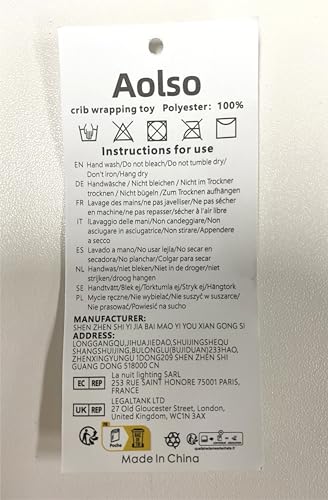 Aolso
crib wrapping toy Polyester: 100%
Instructions for use
EN Hand wash/Do not bleach/Do not tumble dry/
Don't iron/Hang dry
DE Handwäsche / Nicht bleichen / Nicht im Trockner
trocknen / Nicht bügeln / Zum Trocknen aufhängen
FR Lavage des mains/ne pas javelliser/Ne pas sécher
en machine/ne pas repasser/sécher à l'air libre
IT lLavaggio delle mani/Non candeggiare/Non
asciugare in asciugatrice/Non stirare/Appendere
a secco
ES Lavado a mano/No usar lejía/No secar en
secadora/No planchar/Colgar para secar
NL Handwas/niet bleken/Niet in de droger/niet
strijken/droog hangen
SE Handtvätt/Blek ej/Torktumla ej/Stryk ej/Hängtork
PL Mycie ręczne/Nie wybielać/Nie suszyć w suszarce/
Nie prasować/Powiesić na sucho
MANUFACTURER:
SHEN ZHEN SHI YI JIA BAI MAO YI YOU XIAN GONG SI
ADDRESS:
LONGGANGQU,JIHUAJIEDAO,SHUIJINGSHEQU
SHANGSHUIJING,BULONGLU(BUJIDUAN)233HAO,
ZHENXINGYUNGU 1DONG209 SHEN ZHEN SHI
GUANG DONG 518000 CN
EC REP La nuit lighting SARL
253 RUE SAINT HONORE 75001 PARIS,
FRANCE
UK REP LEGALTANK LTD
27 Old Gloucester Street, London,
United Kingdom, WC1N 3AX
Poche
Made In China